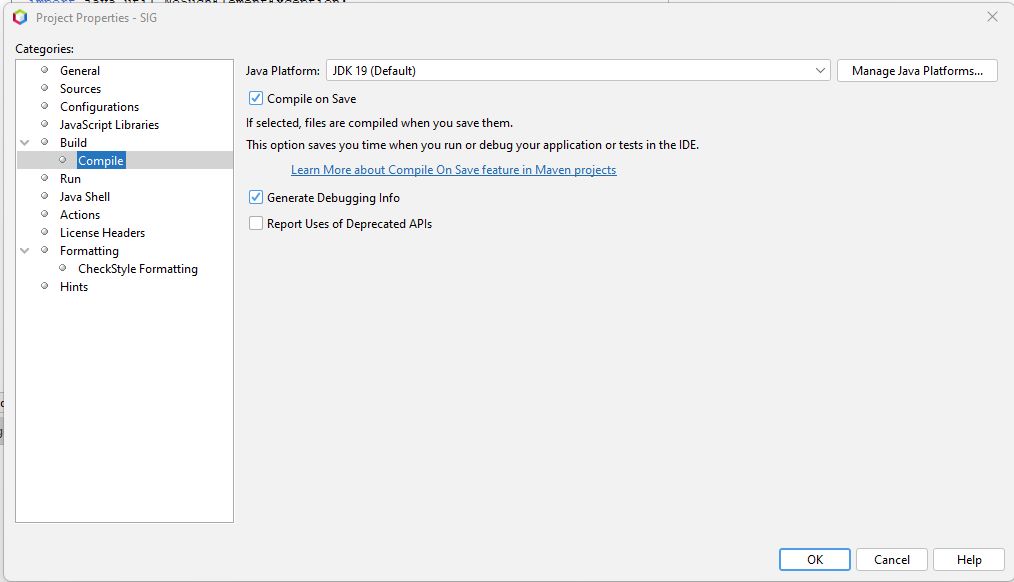 import java.util.NoSuchElementException;
Project Properties - SIG
Categories:
General
Sources
Configurations
JavaScript Libraries
Build
Compile
Run
Java Shell
Actions
License Headers
Formatting
CheckStyle Formatting
Hints
Java Platform: JDK 19 (Default) Manage Java Platforms...
Compile on Save
If selected, files are compiled when you save them.
This option saves you time when you run or debug your application or tests in the IDE.
Learn More about Compile On Save feature in Maven projects
Generate Debugging Info
Report Uses of Deprecated APIs
OK Cancel Help